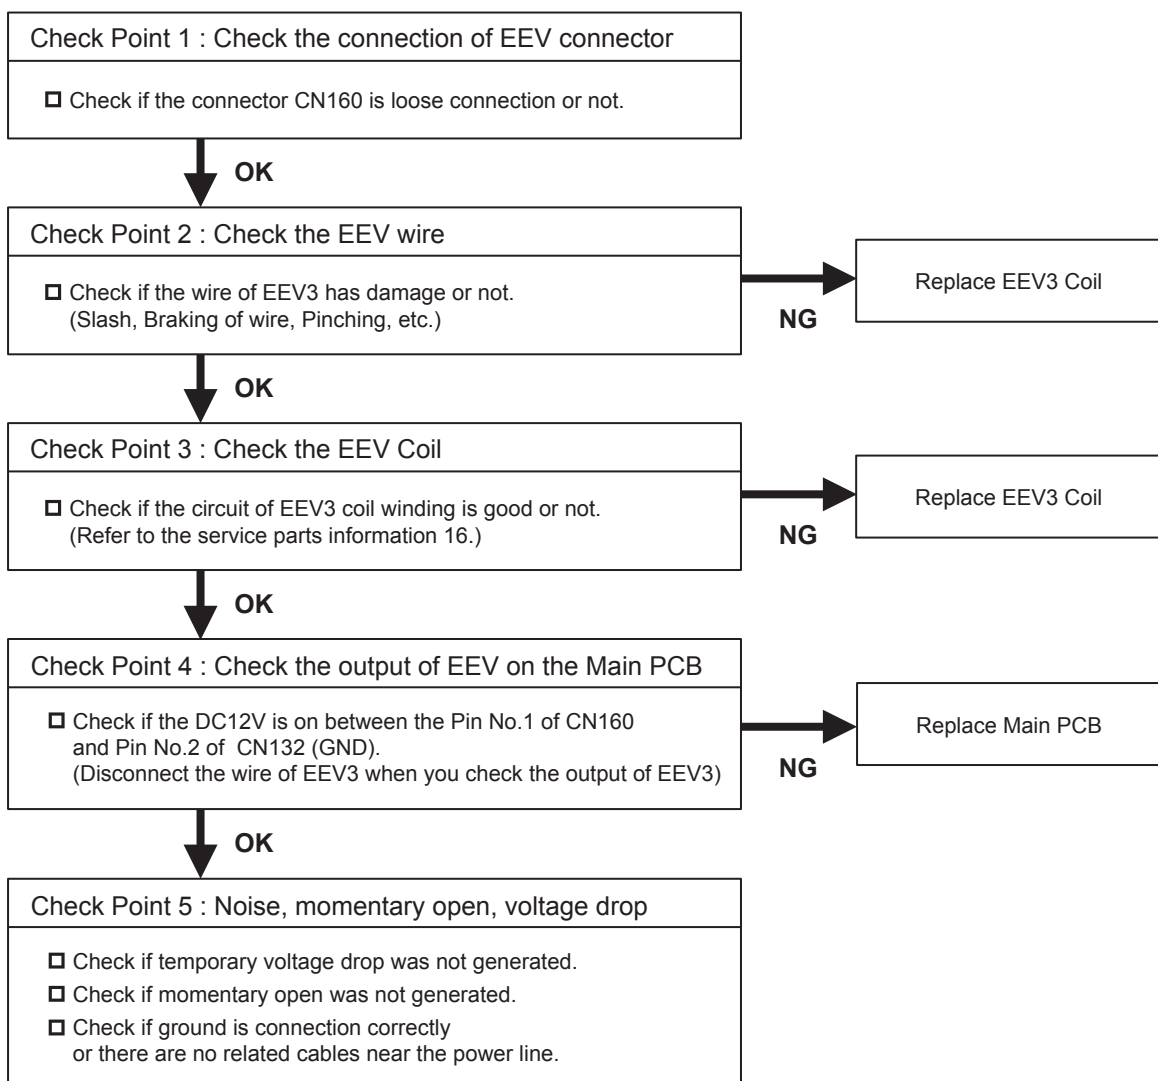 Check Point 1 : Check the connection of EEV connector
Check if the connector CN160 is loose connection or not.
OK
Check Point 2 : Check the EEV wire
Check if the wire of EEV3 has damage or not.
(Slash, Braking of wire, Pinching, etc.)
NG
Replace EEV3 Coil
OK
Check Point 3 : Check the EEV Coil
Check if the circuit of EEV3 coil winding is good or not.
(Refer to the service parts information 16.)
NG
Replace EEV3 Coil
OK
Check Point 4 : Check the output of EEV on the Main PCB
Check if the DC12V is on between the Pin No.1 of CN160
and Pin No.2 of CN132 (GND).
(Disconnect the wire of EEV3 when you check the output of EEV3)
NG
Replace Main PCB
OK
Check Point 5 : Noise, momentary open, voltage drop
Check if temporary voltage drop was not generated.
Check if momentary open was not generated.
Check if ground is connection correctly
or there are no related cables near the power line.